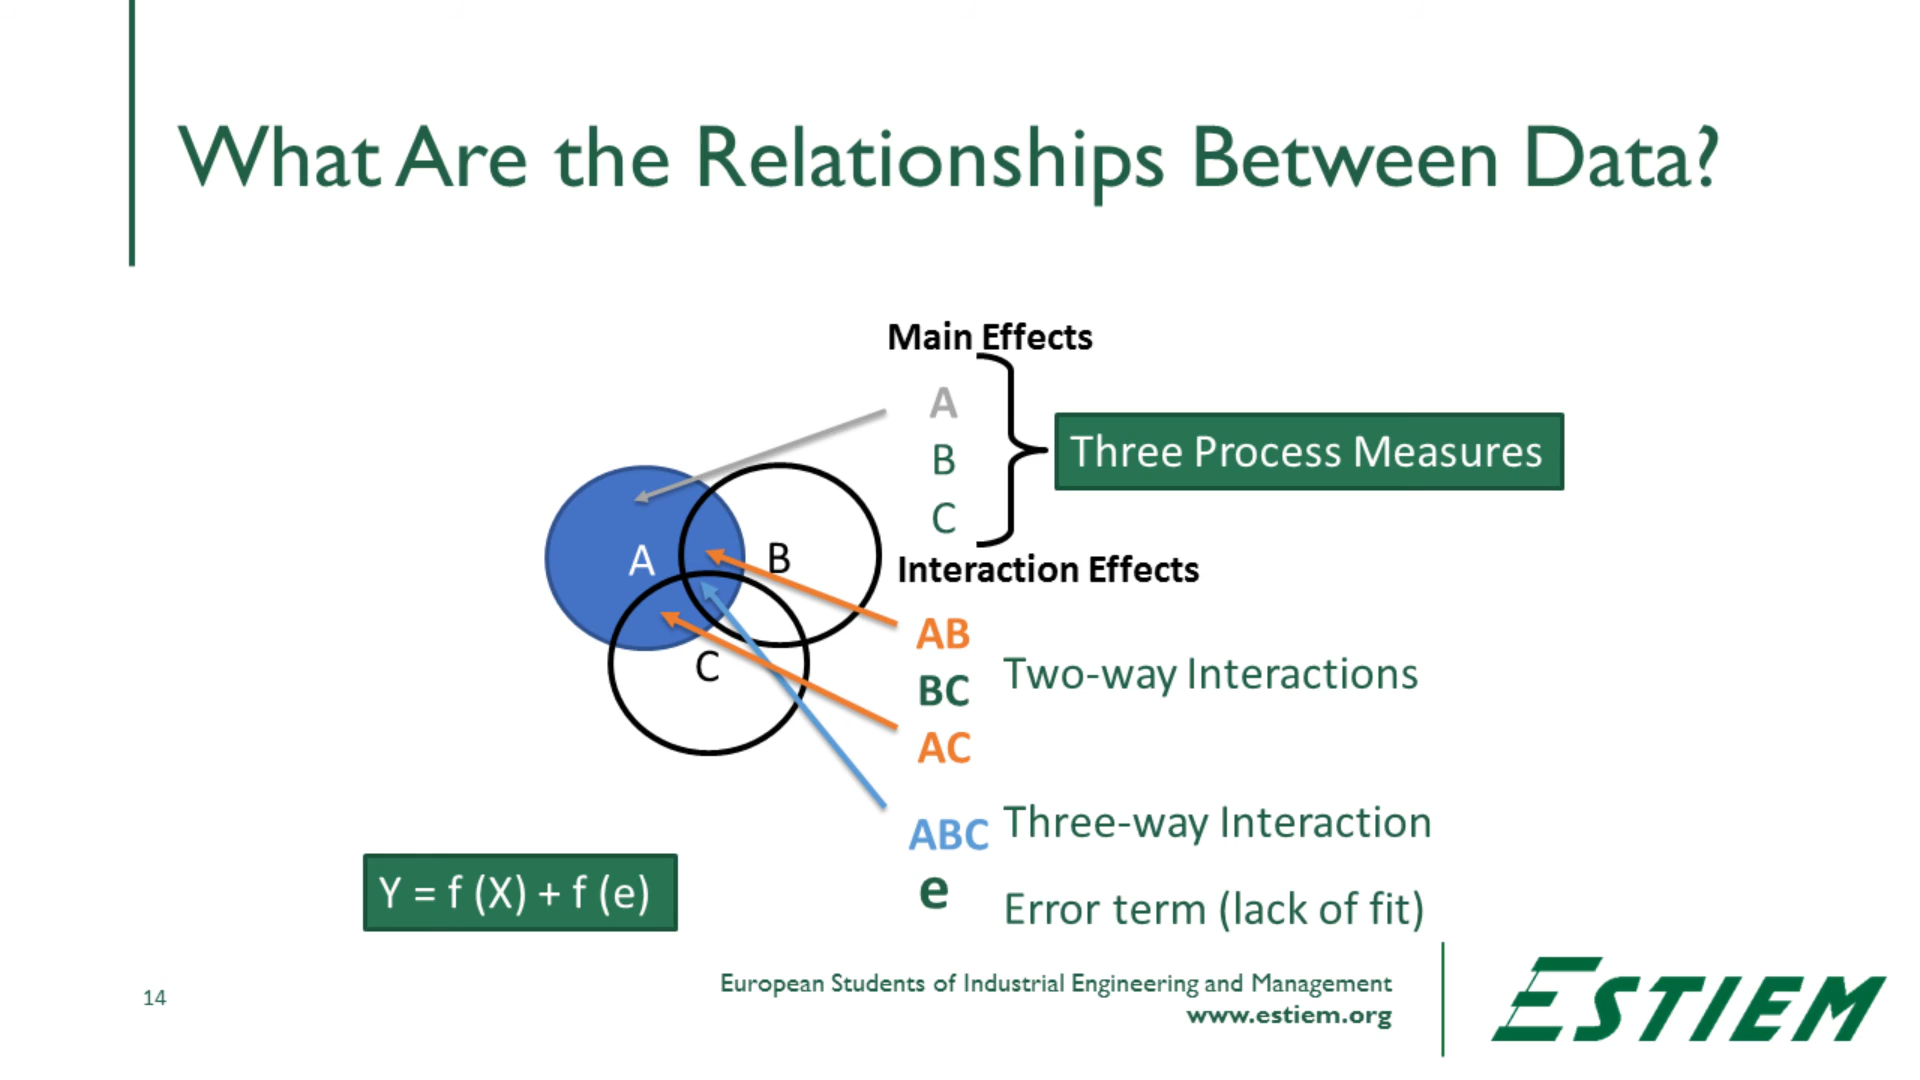 What Are the Relationships Between Data?
Main Effects
A
B
C
Three Process Measures
A
B
C
Interaction Effects
AB
BC
AC
Two-way Interactions
ABC Three-way Interaction
e Error term (lack of fit)
Y = f (X) + f (e)
14
European Students of Industrial Engineering and Management
www.estiem.org
ESTIEM